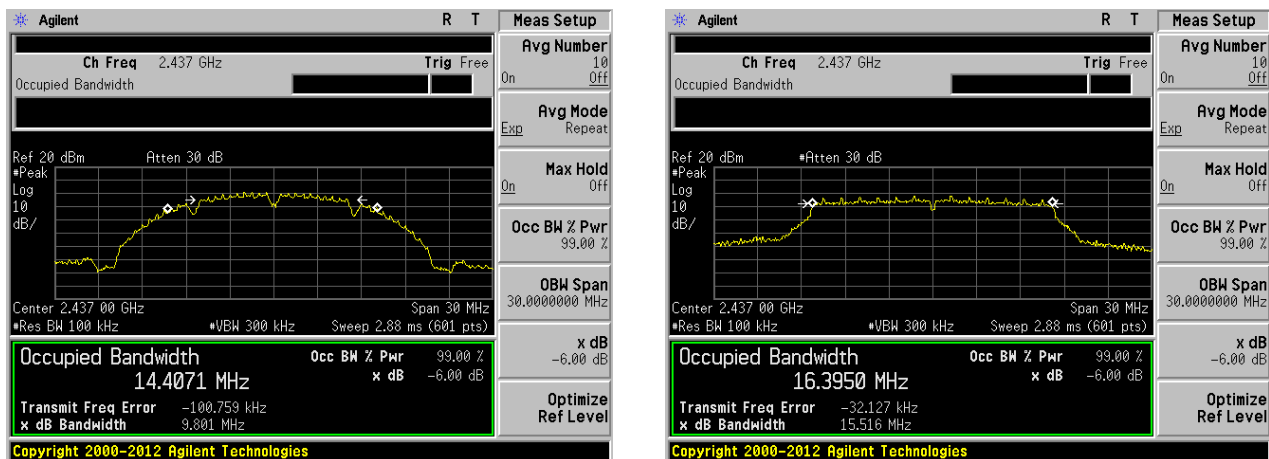 Agilent R T Meas Setup
Avg Number
10
On Off
Ch Freq 2.437 GHz Trig Free
Occupied Bandwidth
Avg Mode
Exp Repeat
Ref 20 dBm Atten 30 dB
#Peak
Log
10
dB/
Max Hold
On Off
Occ BW % Pwr
99.00 %
OBW Span
30.0000000 MHz
Center 2.437 00 GHz Span 30 MHz
#Res BW 100 kHz #VBW 300 kHz Sweep 2.88 ms (601 pts)
x dB
-6.00 dB
Occupied Bandwidth Occ BW % Pwr 99.00 %
14.4071 MHz x dB -6.00 dB
Transmit Freq Error -100.759 kHz
x dB Bandwidth 9.801 MHz
Optimize
Ref Level
Copyright 2000-2012 Agilent Technologies
Agilent R T Meas Setup
Avg Number
10
On Off
Ch Freq 2.437 GHz Trig Free
Occupied Bandwidth
Avg Mode
Exp Repeat
Ref 20 dBm #Atten 30 dB
#Peak
Log
10
dB/
Max Hold
On Off
Occ BW % Pwr
99.00 %
OBW Span
30.0000000 MHz
Center 2.437 00 GHz Span 30 MHz
#Res BW 100 kHz #VBW 300 kHz Sweep 2.88 ms (601 pts)
x dB
-6.00 dB
Occupied Bandwidth Occ BW % Pwr 99.00 %
16.3950 MHz x dB -6.00 dB
Transmit Freq Error -32.127 kHz
x dB Bandwidth 15.516 MHz
Optimize
Ref Level
Copyright 2000-2012 Agilent Technologies